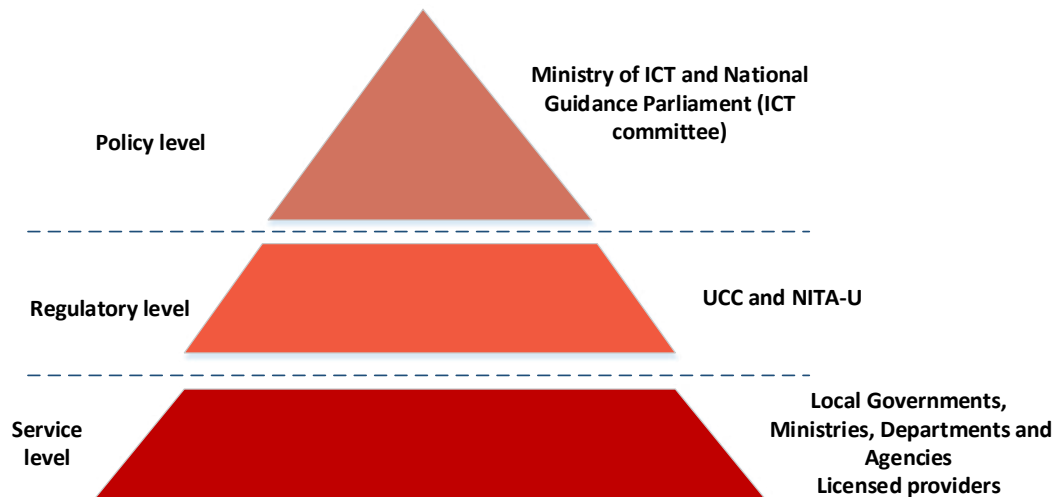 Policy level
Ministry of ICT and National
Guidance Parliament (ICT
committee)
Regulatory level
UCC and NITA-U
Service
level
Local Governments,
Ministries, Departments and
Agencies
Licensed providers